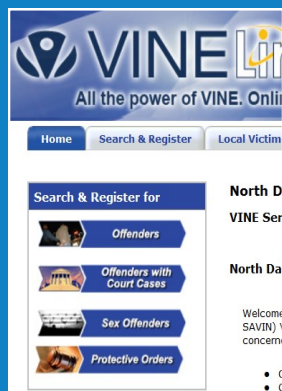 VINELin
All the power of VINE. Onli
Home Search & Register Local Victim
Search & Register for
Offenders
Offenders with
Court Cases
Sex Offenders
Protective Orders
North D
VINE Ser
North Da
Welcome
SAVIN) V
concerne